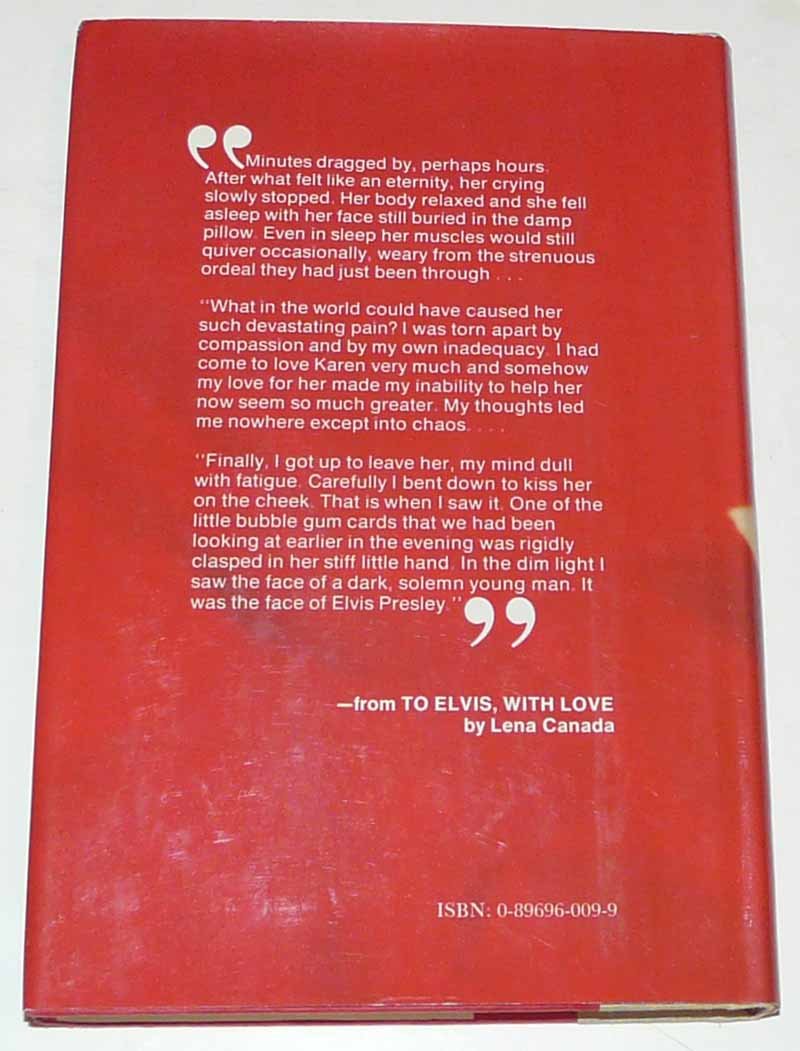 “Minutes dragged by, perhaps hours.
After what felt like an eternity, her crying
slowly stopped. Her body relaxed and she fell
asleep with her face still buried in the damp
pillow. Even in sleep her muscles would still
quiver occasionally, weary from the strenuous
ordeal they had just been through . . .
"What in the world could have caused her
such devastating pain? I was torn apart by
compassion and by my own inadequacy. I had
come to love Karen very much and somehow
my love for her made my inability to help her
now seem so much greater. My thoughts led
me nowhere except into chaos. . . .
"Finally, I got up to leave her, my mind dull
with fatigue. Carefully I bent down to kiss her
on the cheek. That is when I saw it. One of the
little bubble gum cards that we had been
looking at earlier in the evening was rigidly
clasped in her stiff little hand. In the dim light I
saw the face of a dark, solemn young man. It
was the face of Elvis Presley."”
—from TO ELVIS, WITH LOVE
by Lena Canada
ISBN: 0-89696-009-9